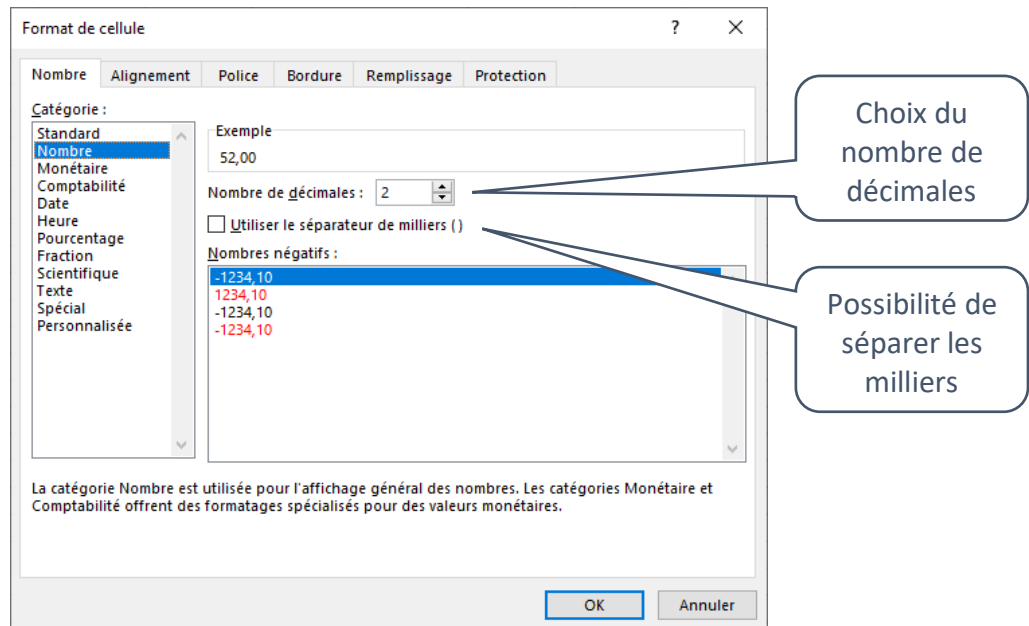 Format de cellule
?
Nombre Alignement Police Bordure Remplissage Protection
Catégorie :
Standard
Nombre
Monétaire
Comptabilité
Date
Heure
Pourcentage
Fraction
Scientifique
Texte
Spécial
Personnalisée
Exemple
52,00
Nombre de décimales : 2
Utiliser le séparateur de milliers ( )
Nombres négatifs :
-1234,10
1234,10
-1234,10
-1234,10
La catégorie Nombre est utilisée pour l'affichage général des nombres. Les catégories Monétaire et
Comptabilité offrent des formatages spécialisés pour des valeurs monétaires.
OK Annuler
Choix du
nombre de
décimales
Possibilité de
séparer les
milliers